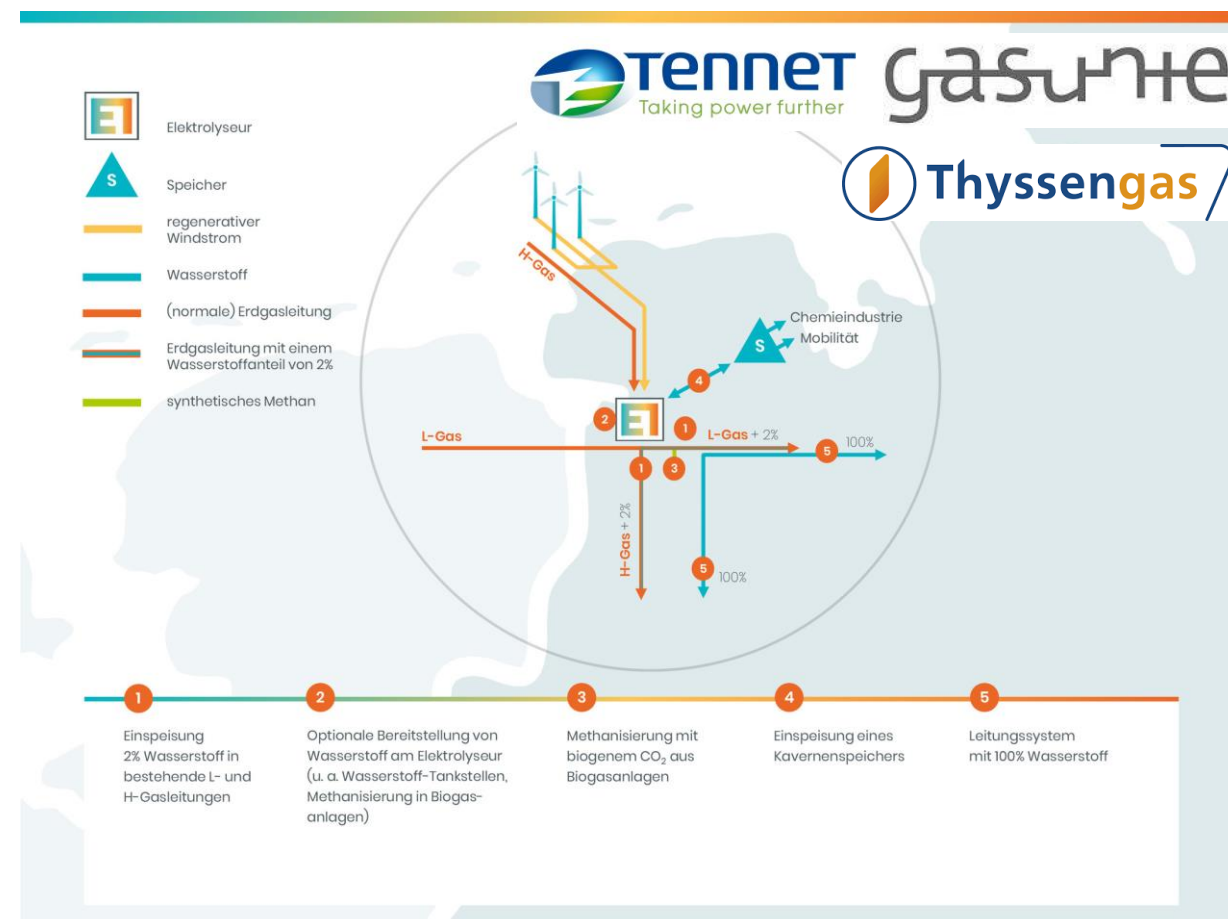 TENNET
Taking power further
gasunie
Thyssengas
E
Elektrolyseur
S
Speicher
regenerativer
Windstrom
Wasserstoff
(normale) Erdgasleitung
Erdgasleitung mit einem
Wasserstoffanteil von 2%
synthetisches Methan
H-Gas
Chemieindustrie
Mobilität
S
4
2
E
1
L-Gas
L-Gas + 2%
5
100%
1
3
H-Gas + 2%
5
100%
1
2
3
4
5
Einspeisung
2% Wasserstoff in
bestehende L- und
H-Gasleitungen
Optionale Bereitstellung von
Wasserstoff am Elektrolyseur
(u. a. Wasserstoff-Tankstellen,
Methanisierung in Biogas-
anlagen)
Methanisierung mit
biogenem CO₂ aus
Biogasanlagen
Einspeisung eines
Kavernenspeichers
Leitungssystem
mit 100% Wasserstoff